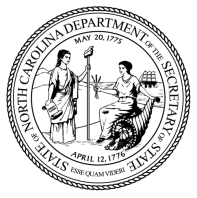 STATE OF NORTH CAROLINA DEPARTMENT OF THE SECRETARY OF STATE
MAY 20, 1775
APRIL 12, 1776
ESSE QUAM VIDERI